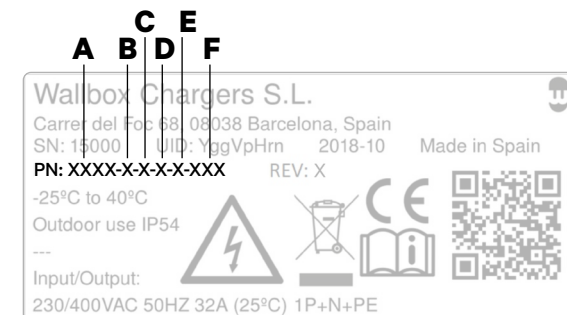 C E
A B D F
Wallbox Chargers S.L.
Carrer del Foc 68, 08038 Barcelona, Spain
SN: 15000 UID: YggVpHrn 2018-10 Made in Spain
PN: XXXX-X-X-X-X-XXX REV: X
-25ºC to 40ºC
Outdoor use IP54
---
Input/Output:
230/400VAC 50HZ 32A (25ºC) 1P+N+PE
CE
i